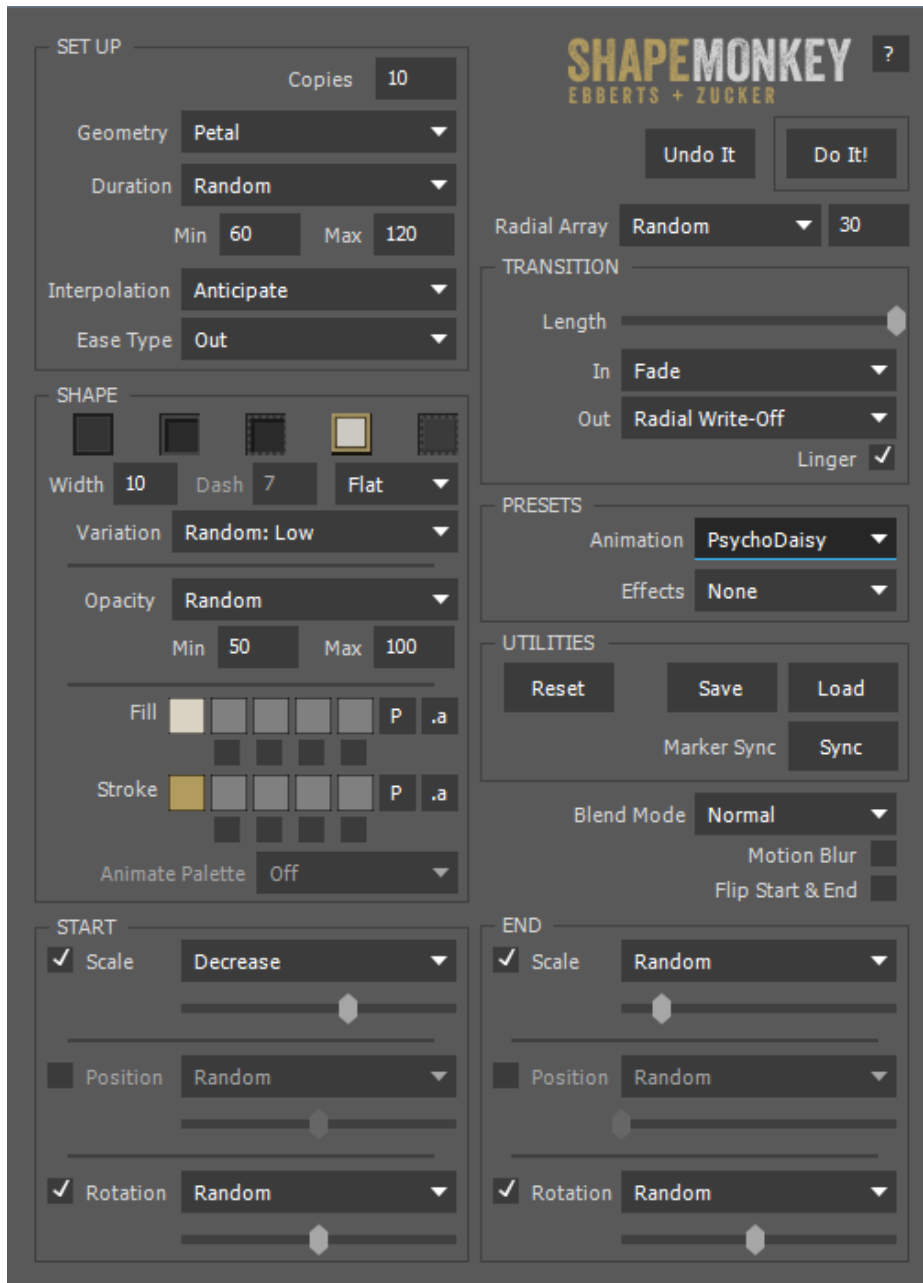 SET UP
Copies 10
Geometry Petal
Duration Random
Min 60 Max 120
Interpolation Anticipate
Ease Type Out
SHAPEMONKEY ?
EBBERTS + ZUCKER
Undo It Do It!
Radial Array Random 30
TRANSITION
Length
In Fade
Out Radial Write-Off
Linger
SHAPE
Width 10 Dash 7 Flat
Variation Random: Low
Opacity Random
Min 50 Max 100
Fill P .a
Stroke P .a
Animate Palette Off
PRESETS
Animation PsychoDaisy
Effects None
UTILITIES
Reset Save Load
Marker Sync Sync
Blend Mode Normal
Motion Blur
Flip Start & End
START
Scale Decrease
Position Random
Rotation Random
END
Scale Random
Position Random
Rotation Random